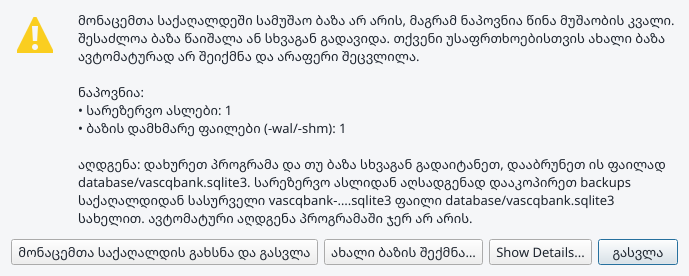 მონაცემთა საქაღალდეში სამუშაო ბაზა არ არის, მაგრამ ნაპოვნია წინა მუშაობის კვალი.
შესაძლოა ბაზა წაიშალა ან სხვაგან გადავიდა. თქვენი უსაფრთხოებისთვის ახალი ბაზა
ავტომატურად არ შეიქმნა და არაფერი შეცვლილა.
ნაპოვნია:
• სარეზერვო ასლები: 1
• ბაზის დამხმარე ფაილები (-wal/-shm): 1
აღდგენა: დახურეთ პროგრამა და თუ ბაზა სხვაგან გადაიტანეთ, დააბრუნეთ ის ფაილად
database/vascqbank.sqlite3. სარეზერვო ასლიდან აღსადგენად დააკოპირეთ backups
საქაღალდიდან სასურველი vascqbank-....sqlite3 ფაილი database/vascqbank.sqlite3
სახელით. ავტომატური აღდგენა პროგრამაში ჯერ არ არის.
მონაცემთა საქაღალდის გახსნა და გასვლა
ახალი ბაზის შექმნა...
Show Details...
გასვლა